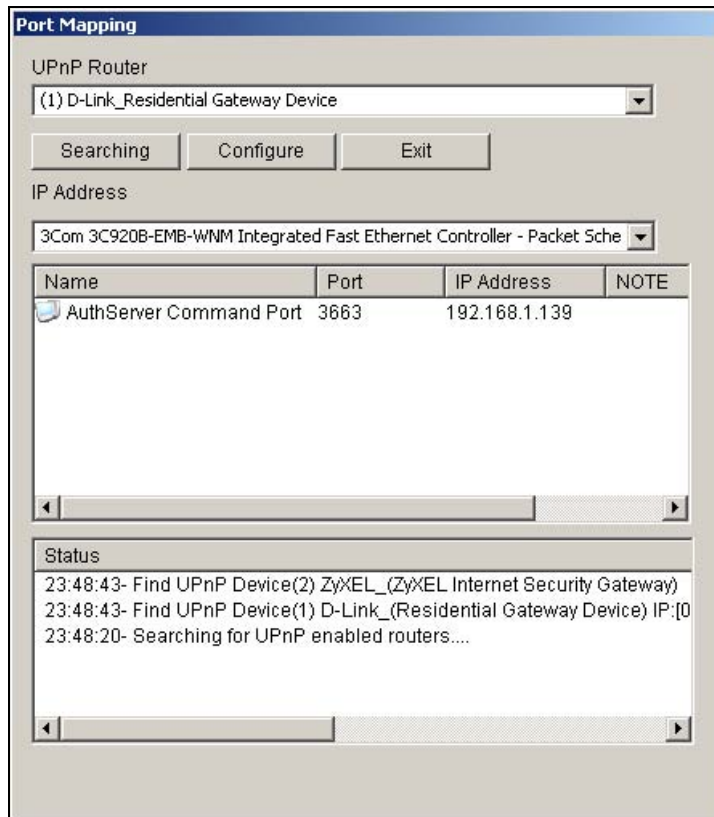 Port Mapping
UPnP Router
(1) D-Link_Residential Gateway Device
Searching Configure Exit
IP Address
3Com 3C920B-EMB-WNM Integrated Fast Ethernet Controller - Packet Sche
Name Port IP Address NOTE
AuthServer Command Port 3663 192.168.1.139
Status
23:48:43- Find UPnP Device(2) ZyXEL_(ZyXEL Internet Security Gateway)
23:48:43- Find UPnP Device(1) D-Link_(Residential Gateway Device) IP:[0
23:48:20- Searching for UPnP enabled routers....